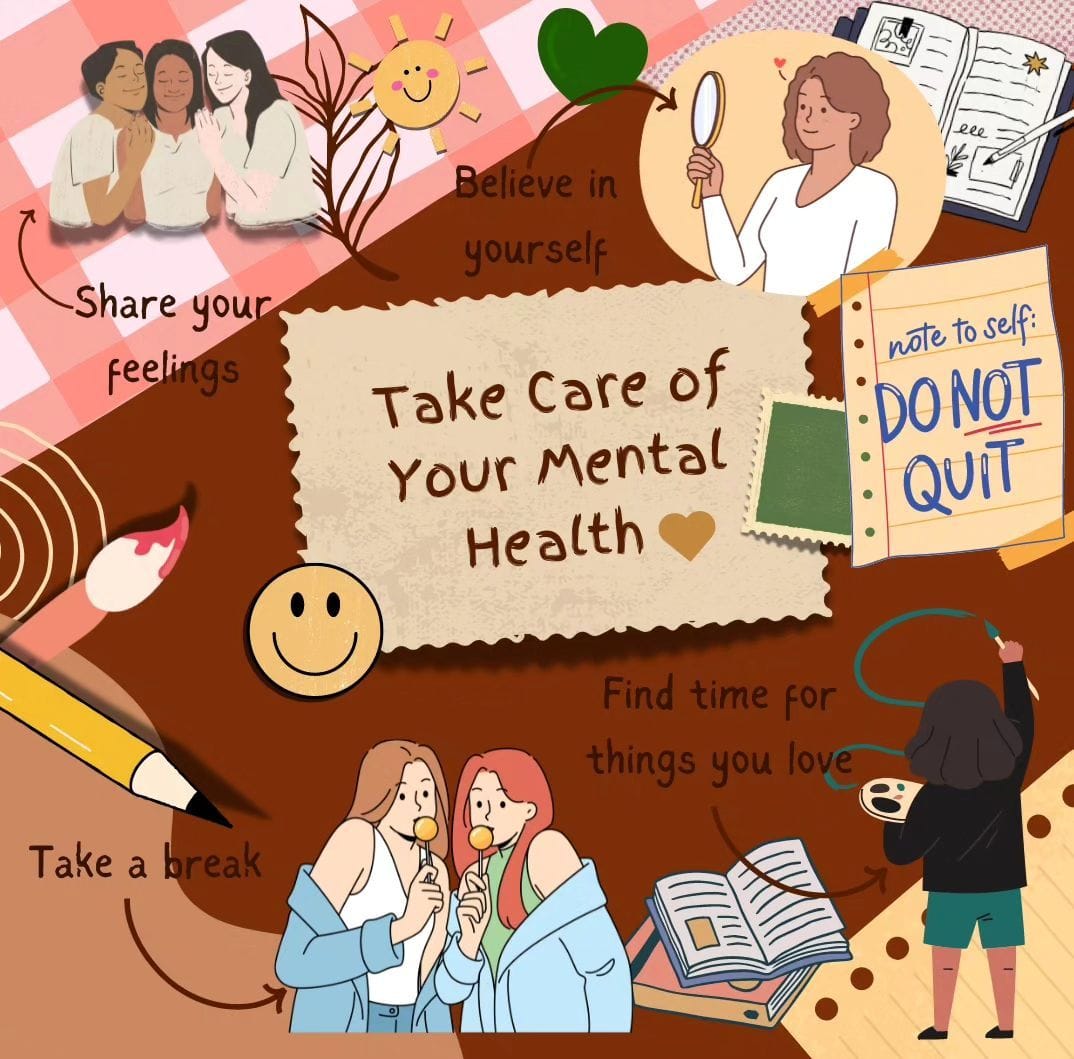 Believe in
yourself
Share your
feelings
Take Care of
Your Mental
Health
note to self:
DO NOT
QUIT
Find time for
things you love
Take a break